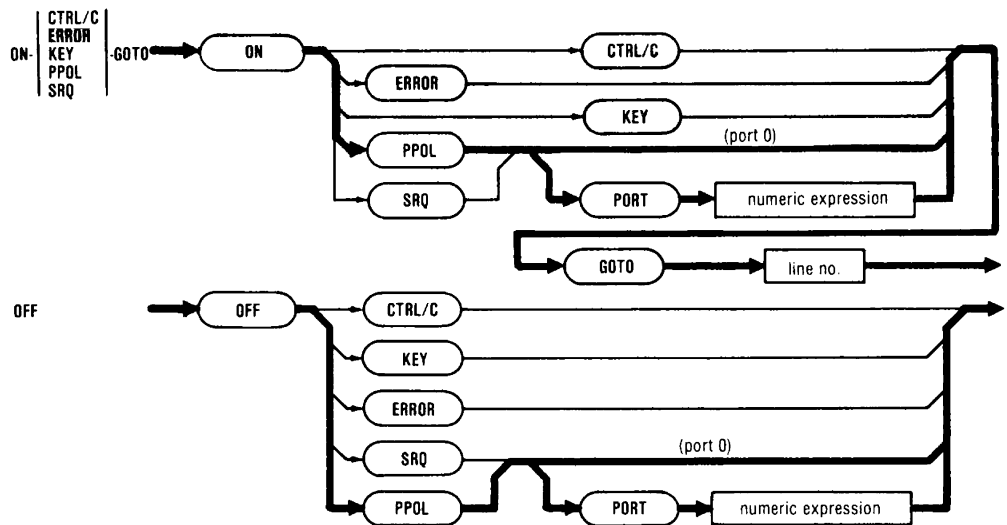 ON- CTRL/C -GOTO ON CTRL/C
ERROR
KEY
PPOL
SRQ
ERROR
KEY
PPOL (port 0)
SRQ PORT numeric expression
GOTO line no.
OFF OFF CTRL/C
KEY
ERROR
SRQ (port 0)
PPOL PORT numeric expression